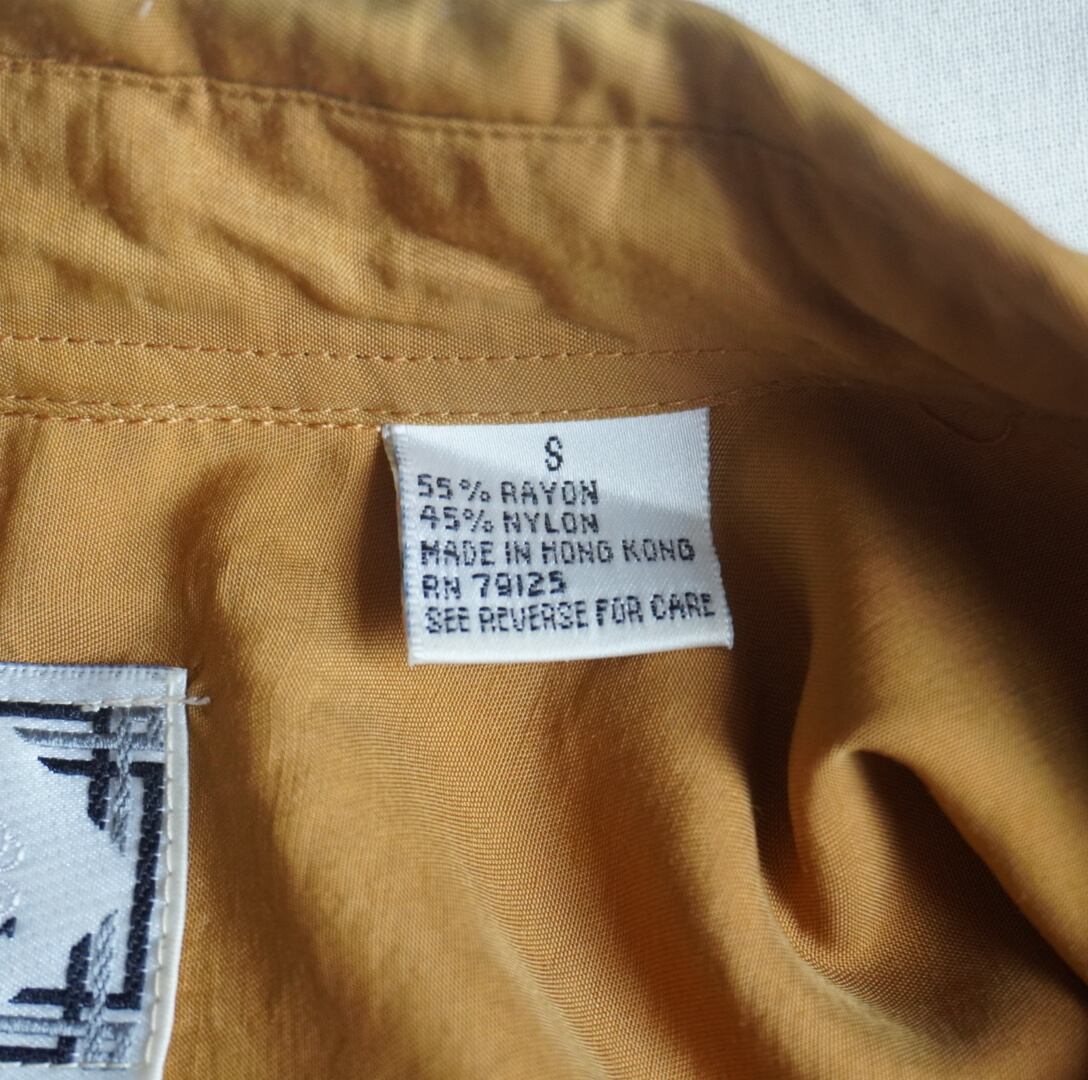 S
55% RAYON
45% NYLON
MADE IN HONG KONG
RN 79125
SEE REVERSE FOR CARE